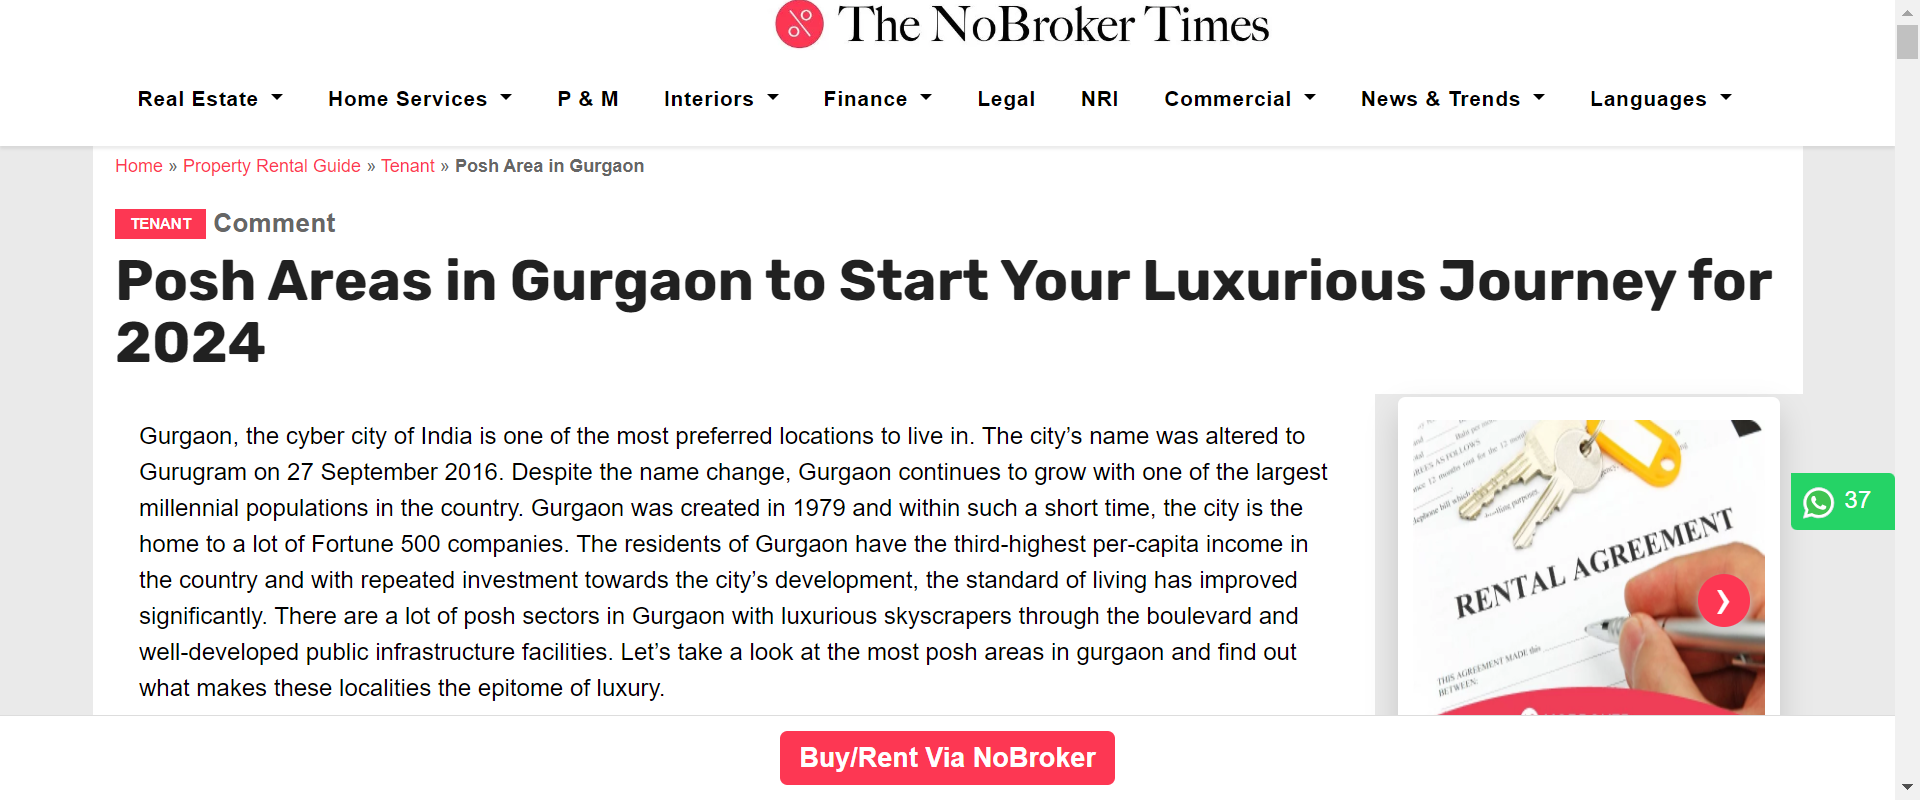 The NoBroker Times
Real Estate Home Services P & M Interiors Finance Legal NRI Commercial News & Trends Languages
Home » Property Rental Guide » Tenant » Posh Area in Gurgaon
TENANT Comment
Posh Areas in Gurgaon to Start Your Luxurious Journey for
2024
Gurgaon, the cyber city of India is one of the most preferred locations to live in. The city’s name was altered to
Gurugram on 27 September 2016. Despite the name change, Gurgaon continues to grow with one of the largest
millennial populations in the country. Gurgaon was created in 1979 and within such a short time, the city is the
home to a lot of Fortune 500 companies. The residents of Gurgaon have the third-highest per-capita income in
the country and with repeated investment towards the city’s development, the standard of living has improved
significantly. There are a lot of posh sectors in Gurgaon with luxurious skyscrapers through the boulevard and
well-developed public infrastructure facilities. Let’s take a look at the most posh areas in gurgaon and find out
what makes these localities the epitome of luxury.
AS FOLLOWS
12 months rent for the 12
purposes.
RENTAL AGREEMENT
THIS AGREEMENT MADE this
BETWEEN:
37
Buy/Rent Via NoBroker